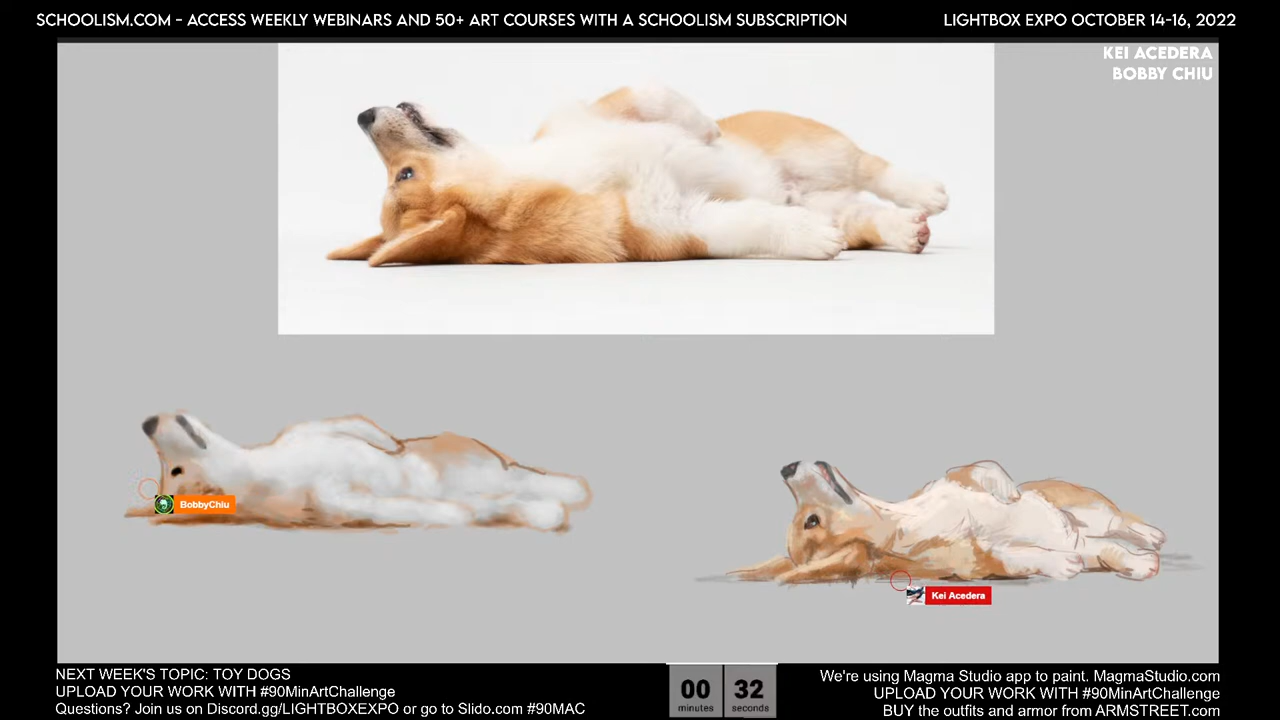 SCHOOLISM.COM - ACCESS WEEKLY WEBINARS AND 50+ ART COURSES WITH A SCHOOLISM SUBSCRIPTION
LIGHTBOX EXPO OCTOBER 14-16, 2022
KEI ACEDERA
BOBBY CHIU
BobbyChiu
Kei Acedera
NEXT WEEK'S TOPIC: TOY DOGS
UPLOAD YOUR WORK WITH #90MinArtChallenge
Questions? Join us on Discord.gg/LIGHTBOXEXPO or go to Slido.com #90MAC
00 32
minutes seconds
We're using Magma Studio app to paint. MagmaStudio.com
UPLOAD YOUR WORK WITH #90MinArtChallenge
BUY the outfits and armor from ARMSTREET.com